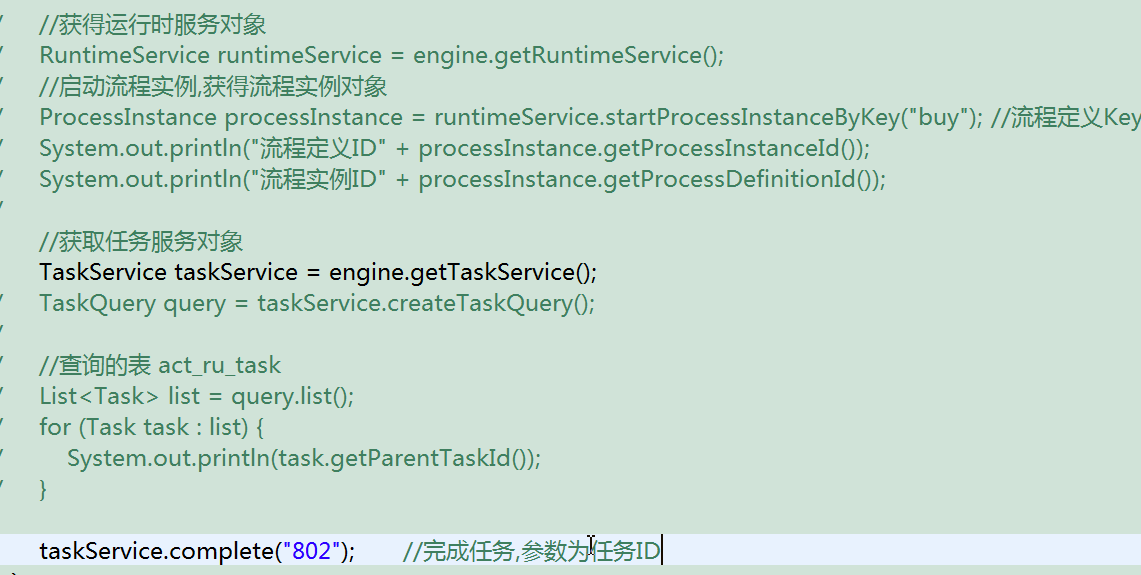 //获得运行时服务对象
RuntimeService runtimeService = engine.getRuntimeService();
//启动流程实例,获得流程实例对象
ProcessInstance processInstance = runtimeService.startProcessInstanceByKey("buy"); //流程定义Key
System.out.println("流程定义ID" + processInstance.getProcessInstanceId());
System.out.println("流程实例ID" + processInstance.getProcessDefinitionId());
//获取任务服务对象
TaskService taskService = engine.getTaskService();
TaskQuery query = taskService.createTaskQuery();
//查询的表 act_ru_task
List<Task> list = query.list();
for (Task task : list) {
System.out.println(task.getParentTaskId());
}
taskService.complete("802"); //完成任务,参数为任务ID